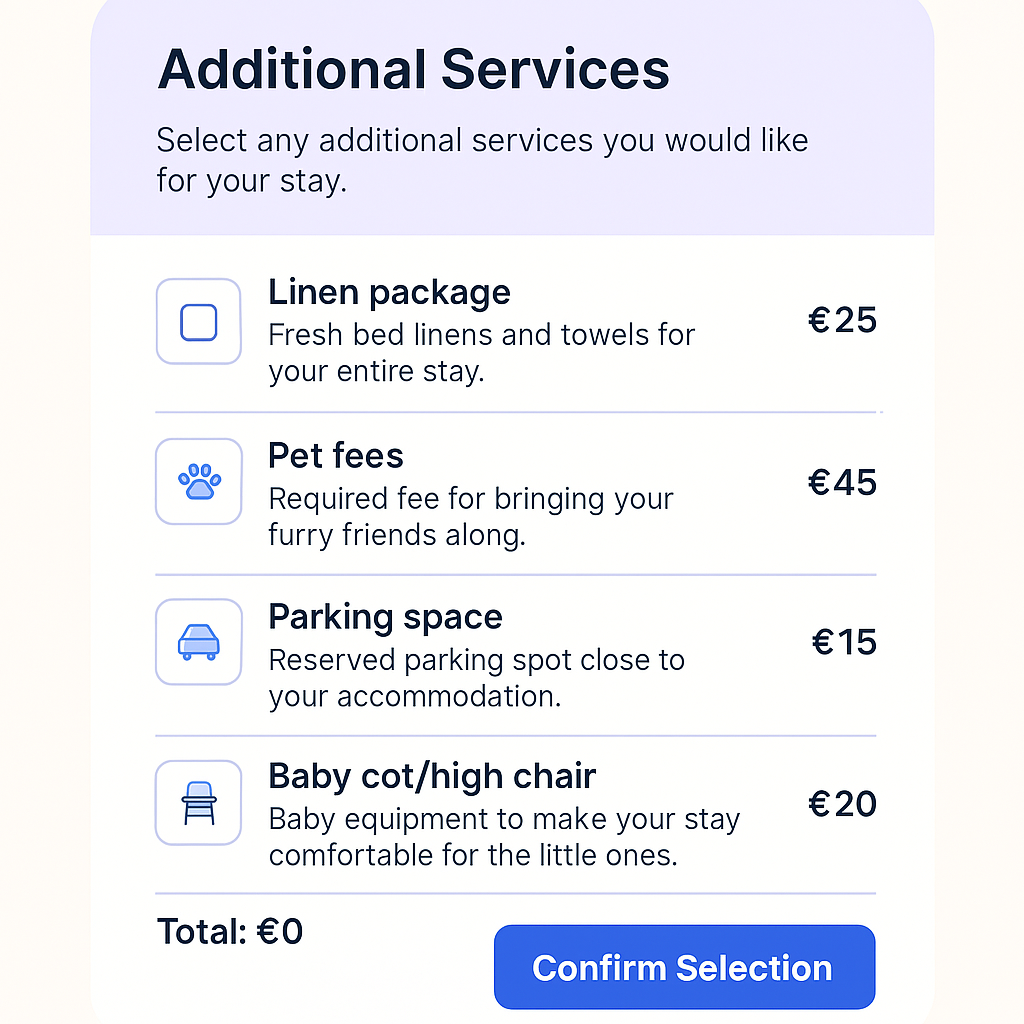 Additional Services
Select any additional services you would like
for your stay.
Linen package
Fresh bed linens and towels for
your entire stay.
€25
Pet fees
Required fee for bringing your
furry friends along.
€45
Parking space
Reserved parking spot close to
your accommodation.
€15
Baby cot/high chair
Baby equipment to make your stay
comfortable for the little ones.
€20
Total: €0
Confirm Selection